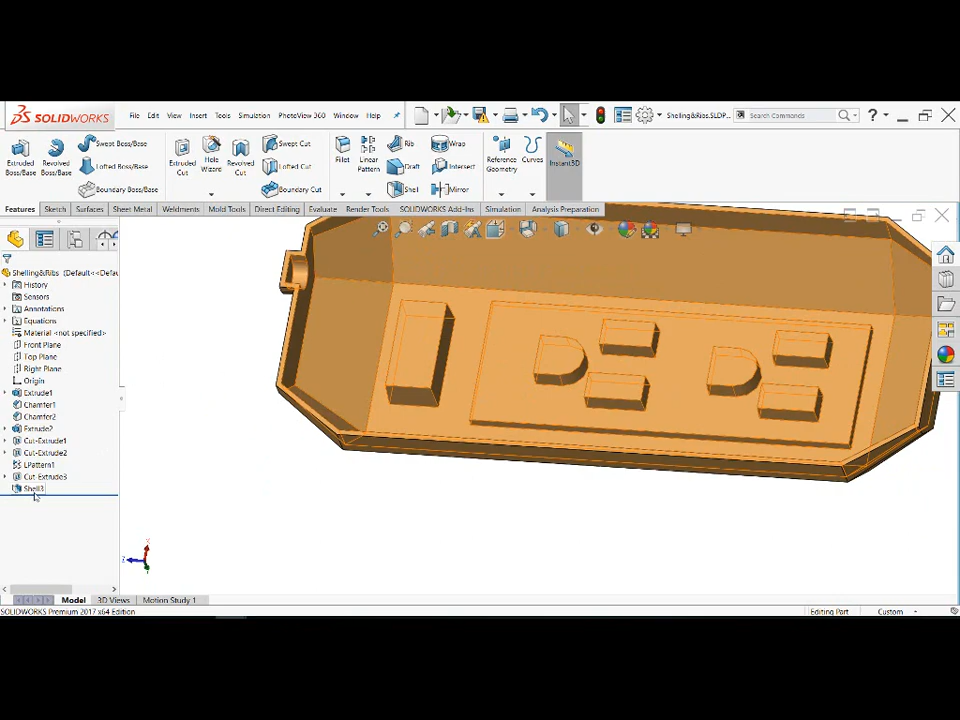 SOLIDWORKS File Edit View Insert Tools Simulation PhotoView 360 Window Help Shelling&Ribs.SLDP... Search Commands ?
Extruded Boss/Base Revolved Boss/Base Swept Boss/Base Lofted Boss/Base Boundary Boss/Base Extruded Cut Hole Wizard Revolved Cut Swept Cut Lofted Cut Boundary Cut Fillet Linear Pattern Rib Draft Shell Wrap Intersect Mirror Reference Geometry Curves Instant3D
Features Sketch Surfaces Sheet Metal Weldments Mold Tools Direct Editing Evaluate Render Tools SOLIDWORKS Add-Ins Simulation Analysis Preparation
Shelling&Ribs (Default<<Defau
History
Sensors
Annotations
Equations
Material <not specified>
Front Plane
Top Plane
Right Plane
Origin
Extrude1
Chamfer1
Chamfer2
Extrude2
Cut-Extrude1
Cut-Extrude2
LPattern1
Cut-Extrude3
Shell3
Model 3D Views Motion Study 1
SOLIDWORKS Premium 2017 x64 Edition Editing Part Custom